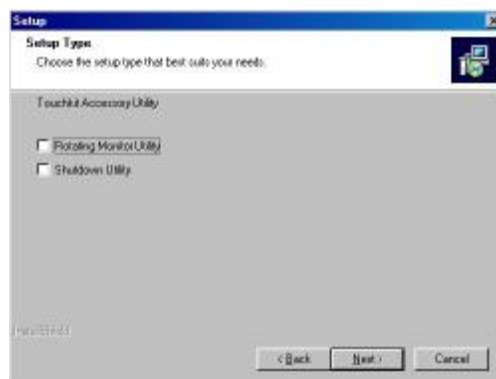 Setup
Setup Type
Choose the setup type that best suits your needs.
Touchkit Accessory Utility
Rotating Monitor Utility
Shutdown Utility
InstallShield
< Back
Next >
Cancel